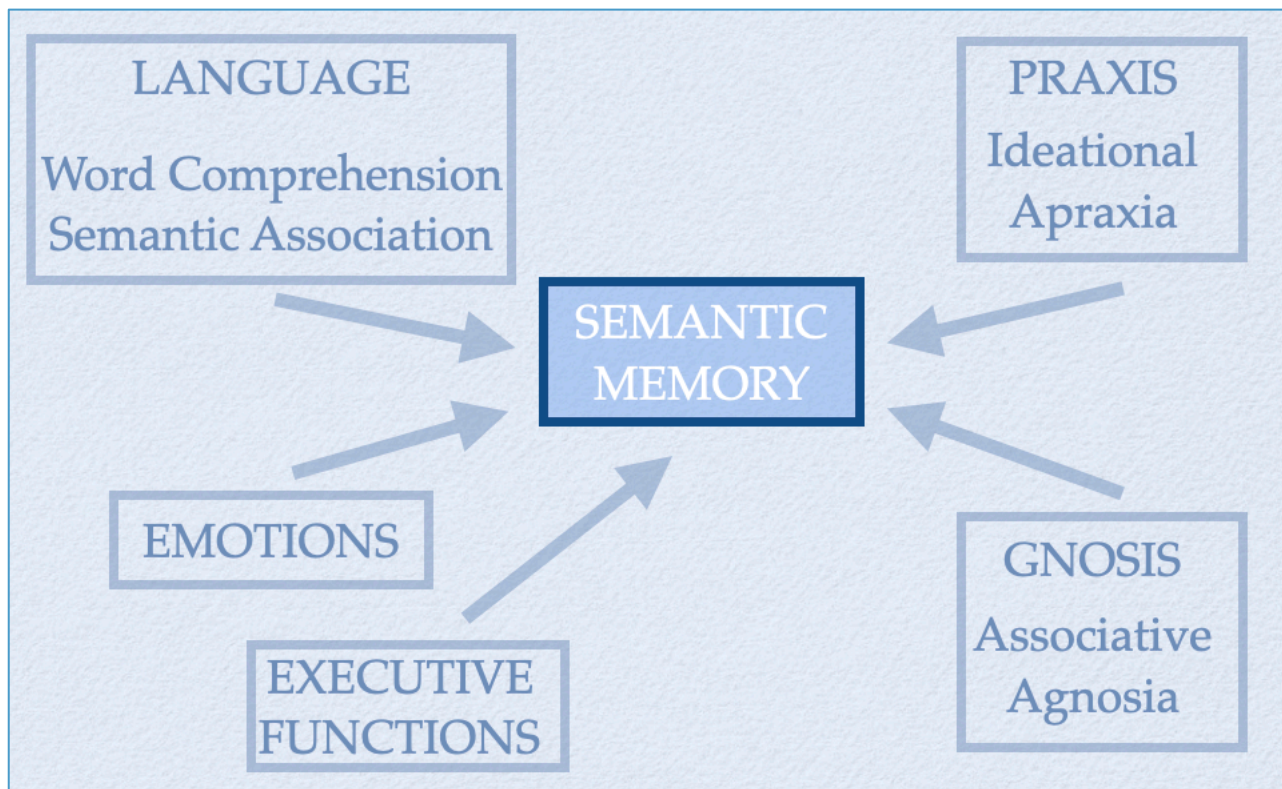 LANGUAGE
Word Comprehension
Semantic Association
PRAXIS
Ideational
Apraxia
SEMANTIC
MEMORY
EMOTIONS
EXECUTIVE
FUNCTIONS
GNOSIS
Associative
Agnosia